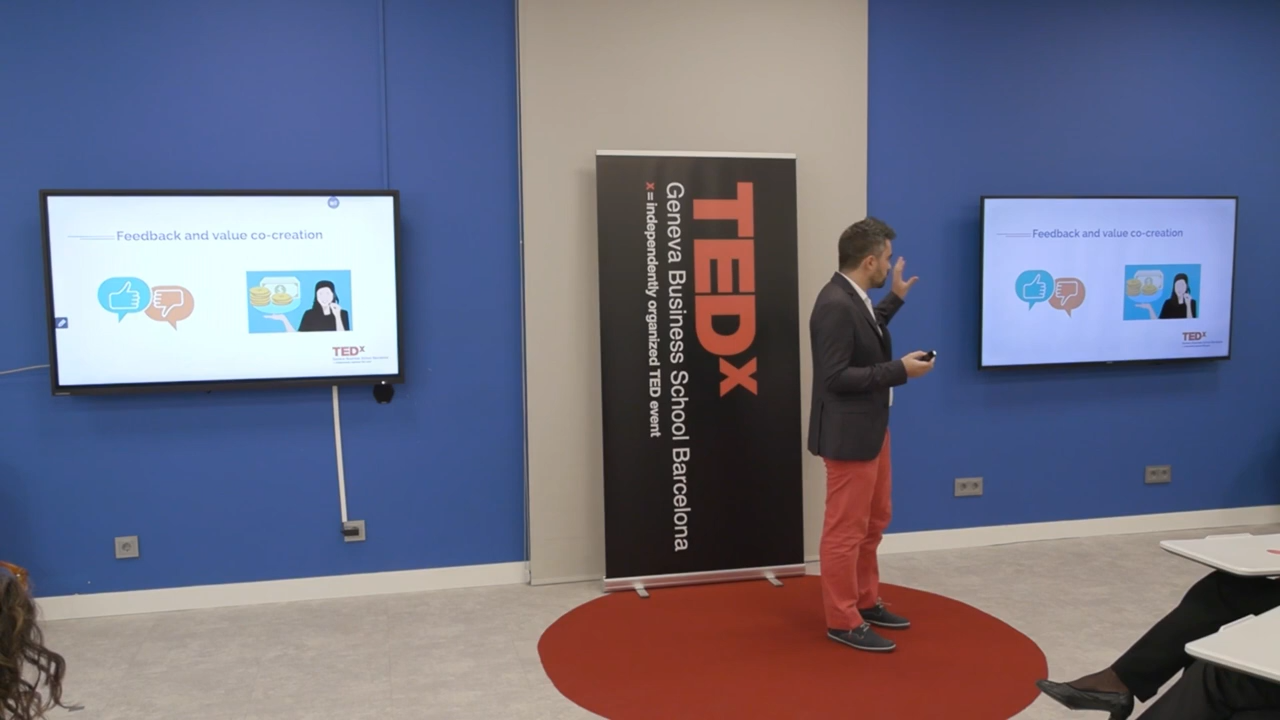 Feedback and value co-creation
TEDx
TEDx
Geneva Business School Barcelona
x = independently organized TED event
Feedback and value co-creation
TEDx